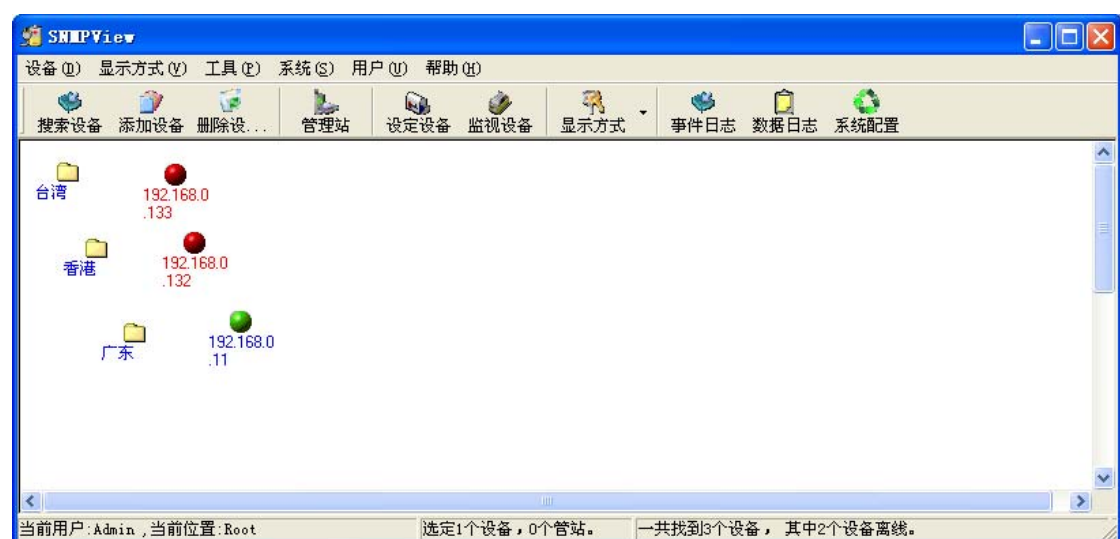 SNMPView
设备(D) 显示方式(V) 工具(P) 系统(S) 用户(U) 帮助(H)
搜索设备 添加设备 删除设... 管理站 设定设备 监视设备 显示方式 事件日志 数据日志 系统配置
台湾
192.168.0
.133
香港
192.168.0
.132
广东
192.168.0
.11
当前用户:Admin ,当前位置:Root 选定1个设备,0个管站。 一共找到3个设备, 其中2个设备离线。